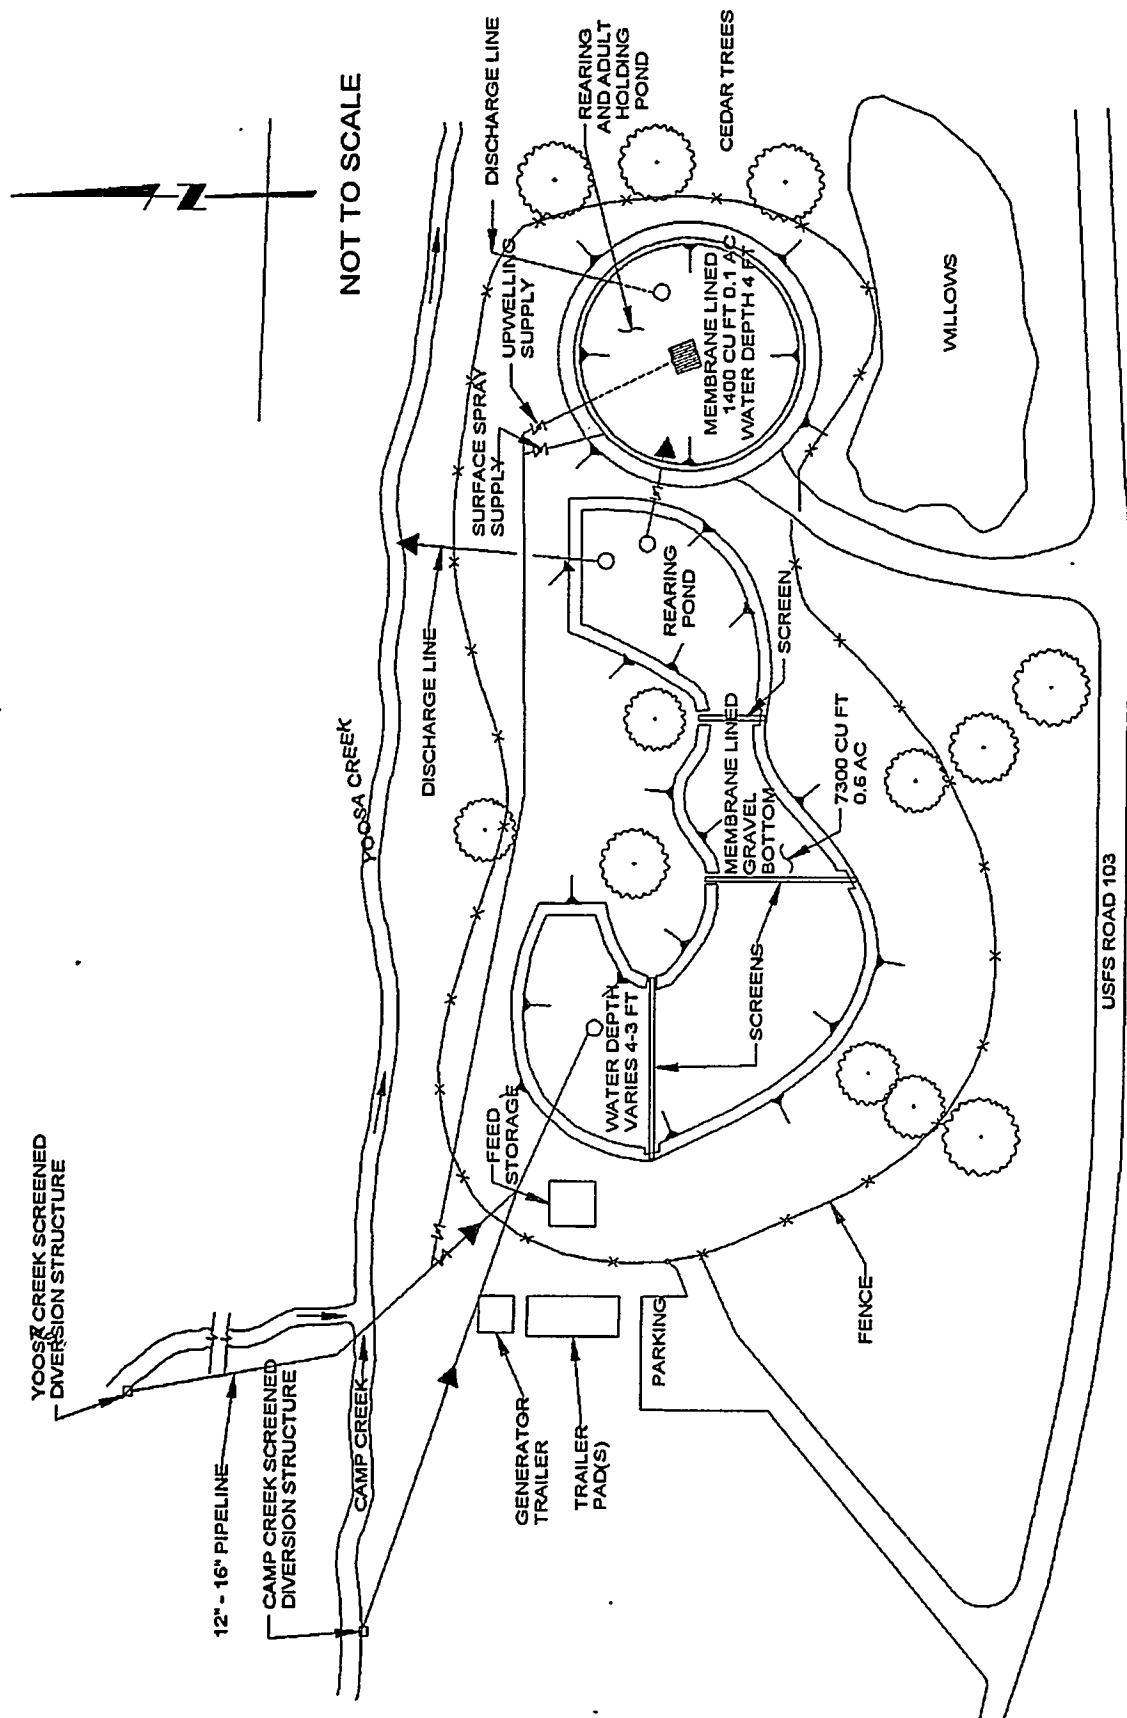 YOOSA CREEK SCREENED
DIVERSION STRUCTURE
12" - 16" PIPELINE
CAMP CREEK SCREENED
DIVERSION STRUCTURE
CAMP CREEK
YOOSA CREEK
N
NOT TO SCALE
DISCHARGE LINE
DISCHARGE LINE
SURFACE SPRAY
SUPPLY
UPWELLING
SUPPLY
REARING
AND ADULT
HOLDING
POND
CEDAR TREES
GENERATOR
TRAILER
TRAILER
PAD(S)
PARKING
FEED
STORAGE
WATER DEPTH
VARIES 4-3 FT
SCREENS
MEMBRANE LINED
GRAVEL
BOTTOM
7300 CU FT
0.6 AC
SCREEN
REARING
POND
MEMBRANE LINED
1400 CU FT 0.1 AC
WATER DEPTH 4 FT
WILLOWS
FENCE
USFS ROAD 103